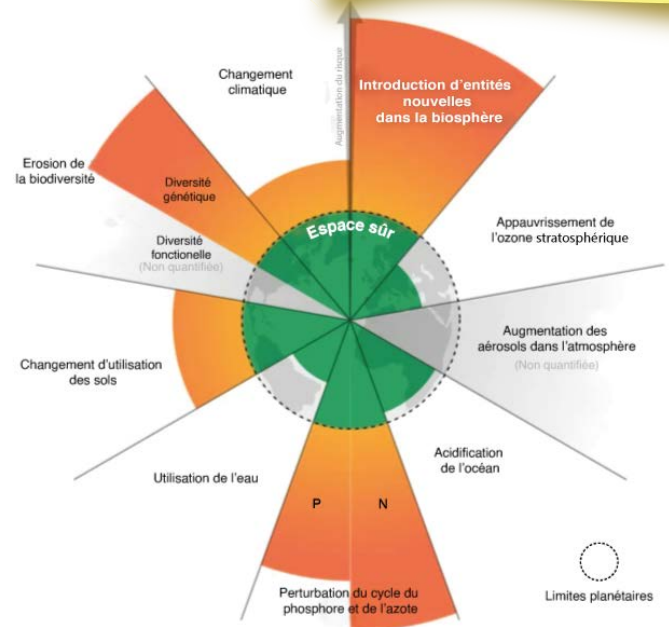 Changement
climatique
Augmentation du risque
Introduction d'entités
nouvelles
dans la biosphère
Erosion de
la biodiversité
Diversité
génétique
Diversité
fonctionelle
(Non quantifiée)
Espace sûr
Appauvrissement de
l'ozone stratosphérique
Augmentation des
aérosols dans l'atmosphère
(Non quantifiée)
Changement d'utilisation
des sols
Utilisation de l'eau
Acidification
de l'océan
P
N
Perturbation du cycle du
phosphore et de l'azote
Limites planétaires